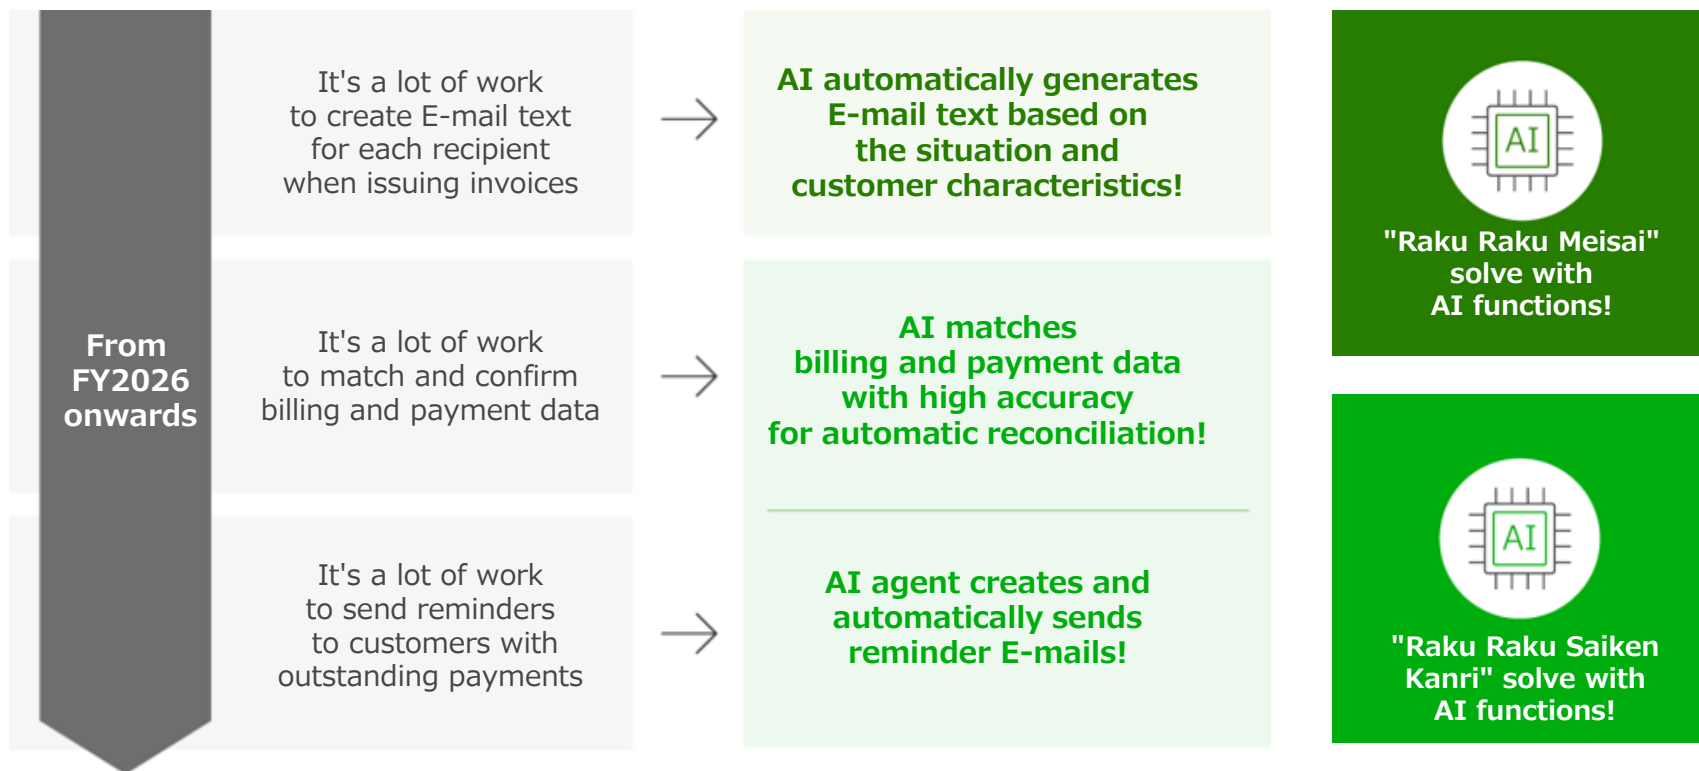 From
FY2026
onwards
It's a lot of work
to create E-mail text
for each recipient
when issuing invoices
AI automatically generates
E-mail text based on
the situation and
customer characteristics!
It's a lot of work
to match and confirm
billing and payment data
AI matches
billing and payment data
with high accuracy
for automatic reconciliation!
It's a lot of work
to send reminders
to customers with
outstanding payments
AI agent creates and
automatically sends
reminder E-mails!
AI
"Raku Raku Meisai"
solve with
AI functions!
AI
"Raku Raku Saiken
Kanri" solve with
AI functions!